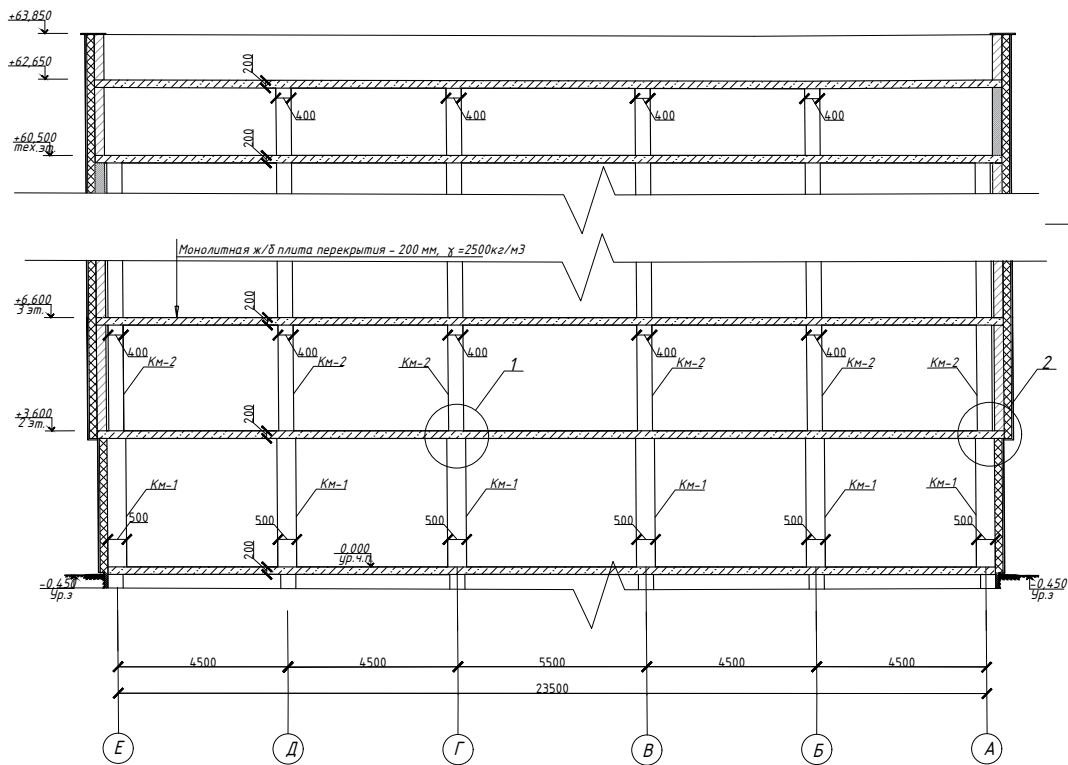 +63,850
+62,650
200
400 400 400 400
+60,500
тех.эт.
200
Монолитная ж/б плита перекрытия - 200 мм, γ =2500кг/м3
+6,600
3 эт.
200
400 400 400 400 400
Км-2 Км-2 Км-2 Км-2 Км-2 Км-2
1 2
+3,600
2 эт.
200
Км-1 Км-1 Км-1 Км-1 Км-1 Км-1
500 500 500 500 500 500
200
0,000
ур.ч.п
-0,450
Ур.з
-0,450
Ур.з
4500 4500 5500 4500 4500
23500
Е Д Г В Б А